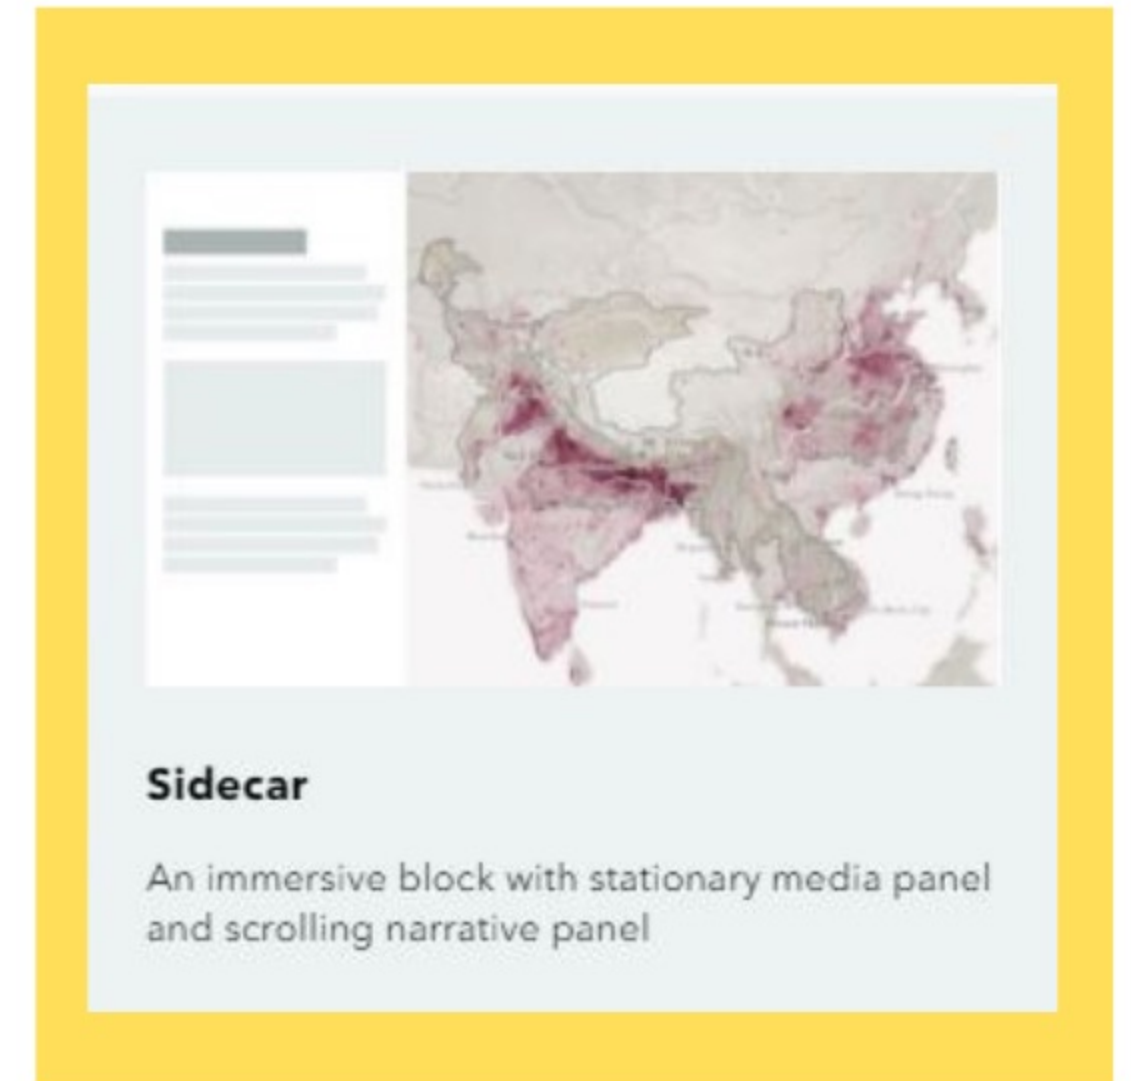 Sidecar
An immersive block with stationary media panel
and scrolling narrative panel